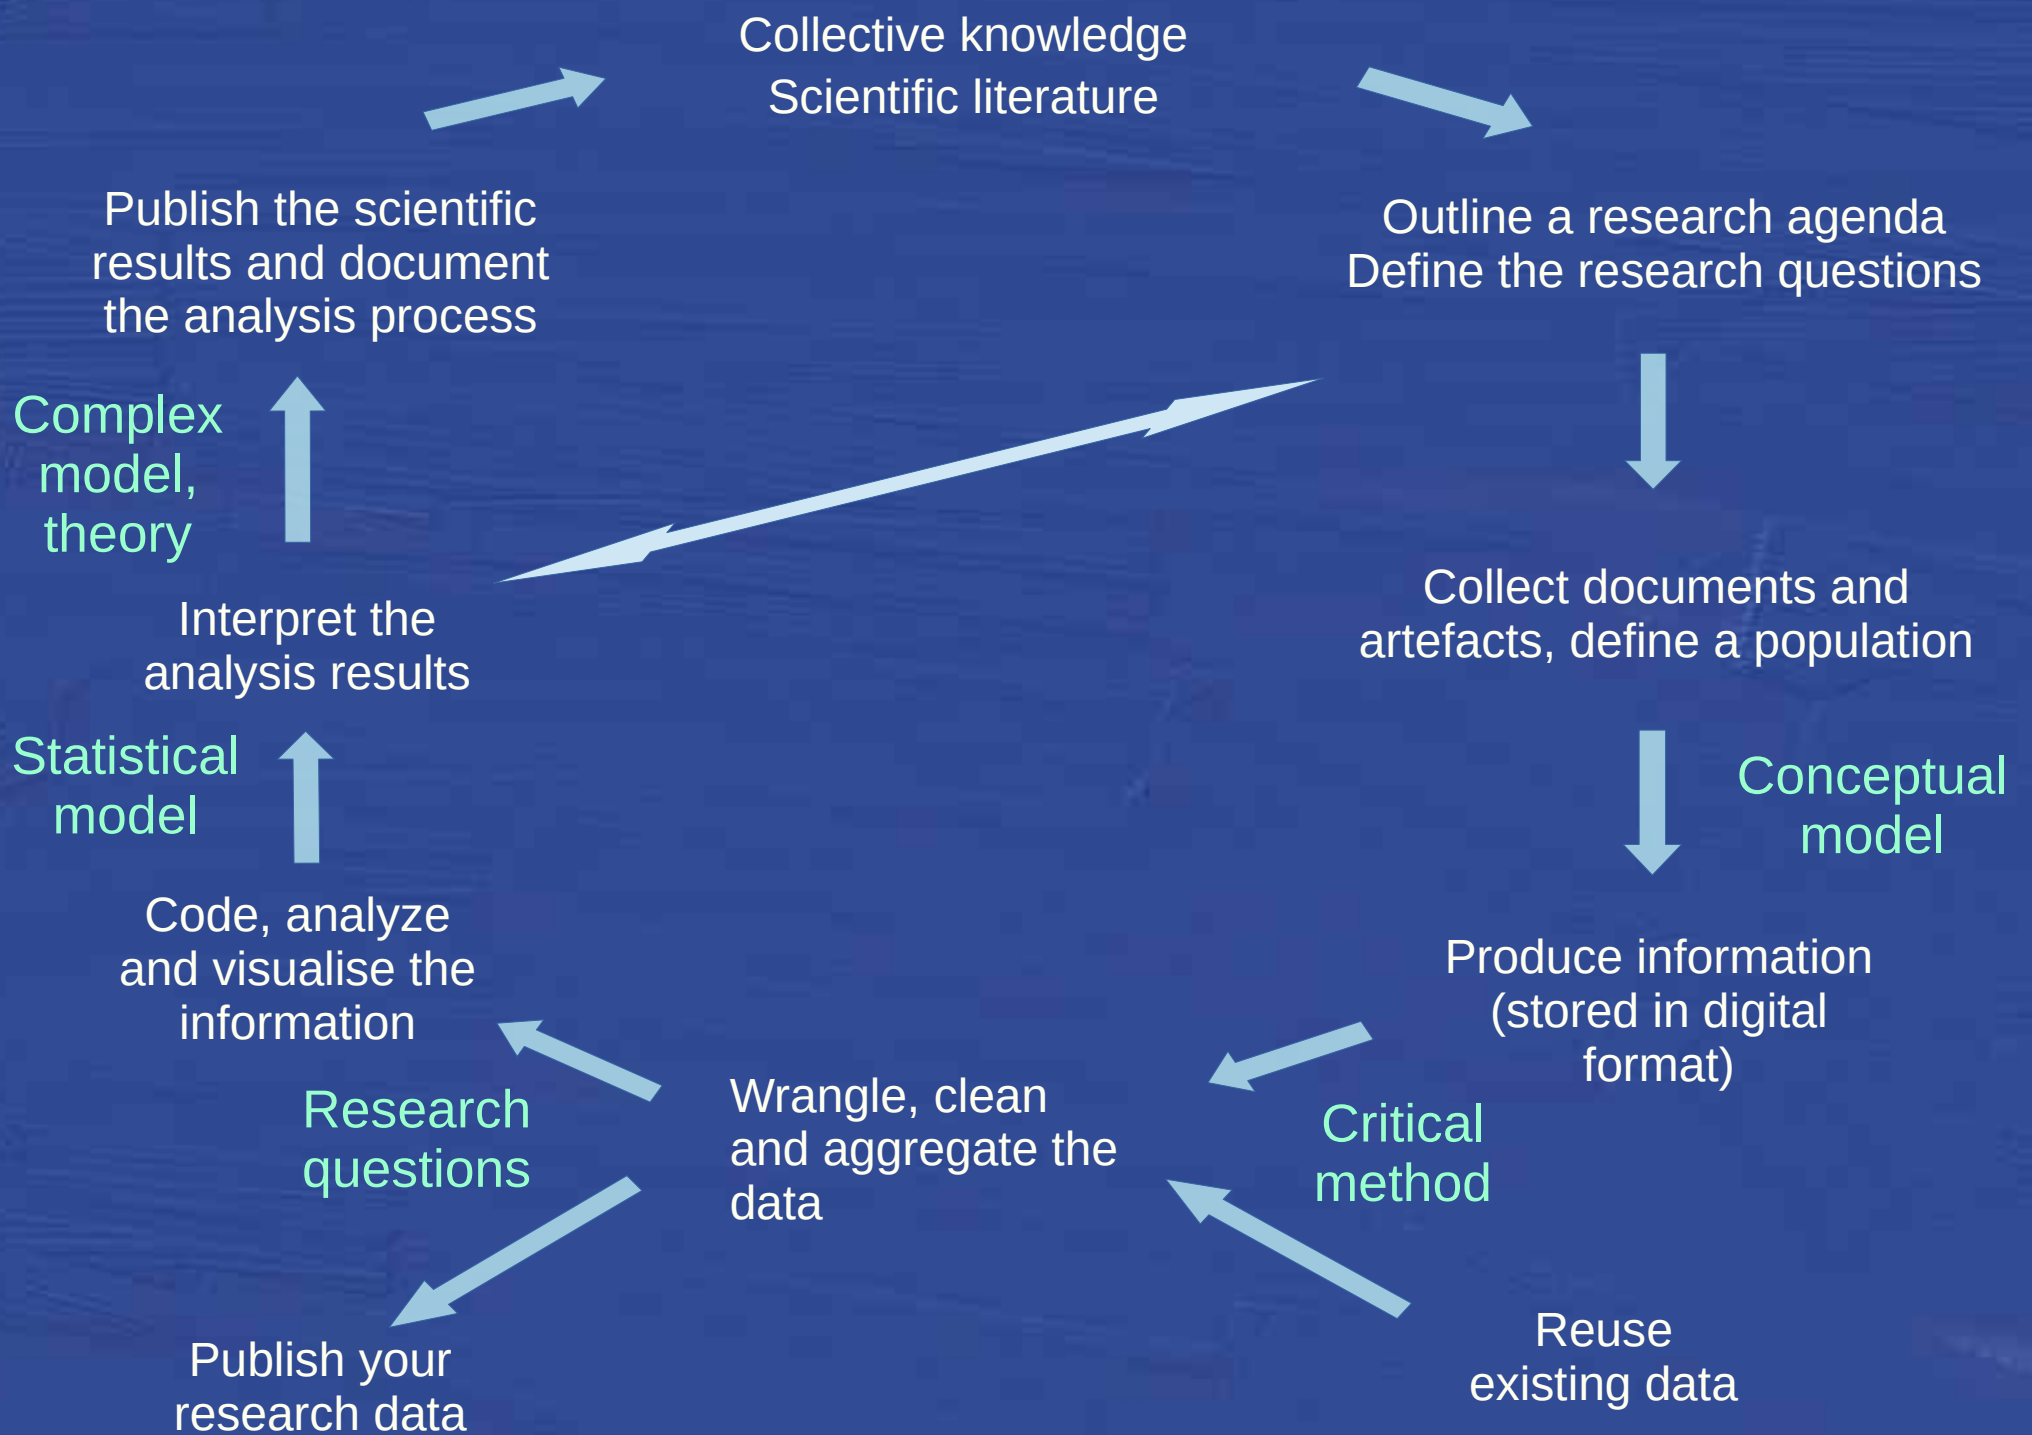 Collective knowledge
Scientific literature
Publish the scientific
results and document
the analysis process
Outline a research agenda
Define the research questions
Complex
model,
theory
Interpret the
analysis results
Collect documents and
artefacts, define a population
Statistical
model
Conceptual
model
Code, analyze
and visualise the
information
Produce information
(stored in digital
format)
Research
questions
Wrangle, clean
and aggregate the
data
Critical
method
Publish your
research data
Reuse
existing data